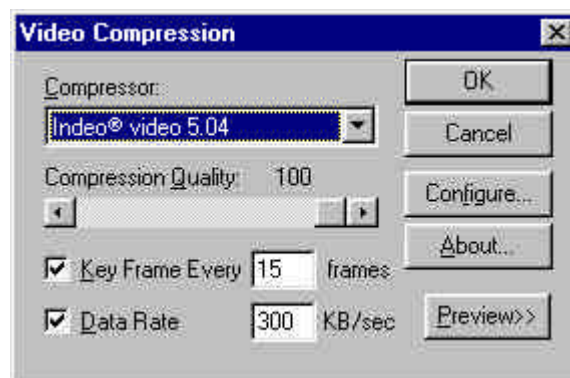 Video Compression
Compressor:
Indeo® video 5.04
Compression Quality: 100
Key Frame Every 15 frames
Data Rate 300 KB/sec
OK
Cancel
Configure...
About...
Preview>>